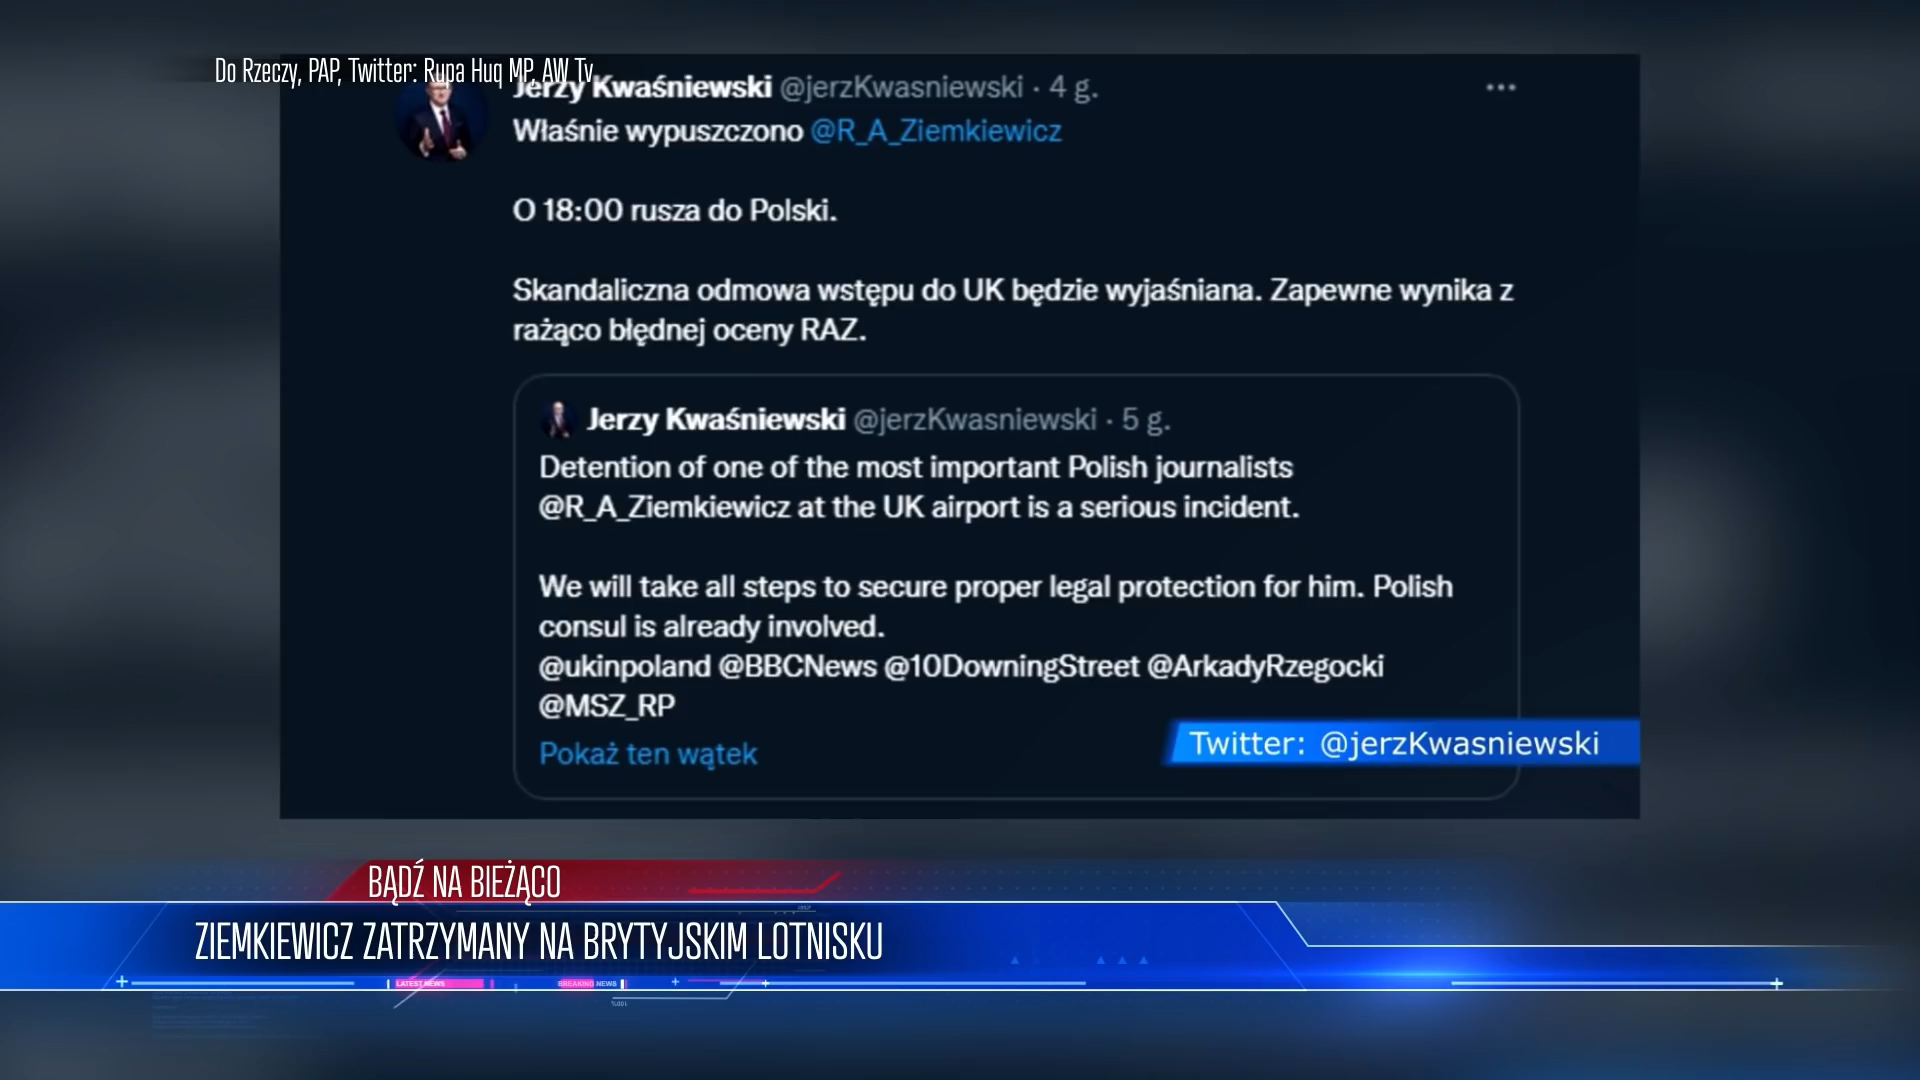 Do Rzeczy, PAP, Twitter: Rupa Huq MP, AW Tv
Jerzy Kwaśniewski @jerzKwasniewski · 4 g.
Właśnie wypuszczono @R_A_Ziemkiewicz
O 18:00 rusza do Polski.
Skandaliczna odmowa wstępu do UK będzie wyjaśniana. Zapewne wynika z
rażąco błędnej oceny RAZ.
Jerzy Kwaśniewski @jerzKwasniewski · 5 g.
Detention of one of the most important Polish journalists
@R_A_Ziemkiewicz at the UK airport is a serious incident.
We will take all steps to secure proper legal protection for him. Polish
consul is already involved.
@ukinpoland @BBCNews @10DowningStreet @ArkadyRzegocki
@MSZ_RP
Pokaż ten wątek
Twitter: @jerzKwasniewski
BĄDŹ NA BIEŻĄCO
ZIEMKIEWICZ ZATRZYMANY NA BRYTYJSKIM LOTNISKU
LATEST NEWS
BREAKING NEWS